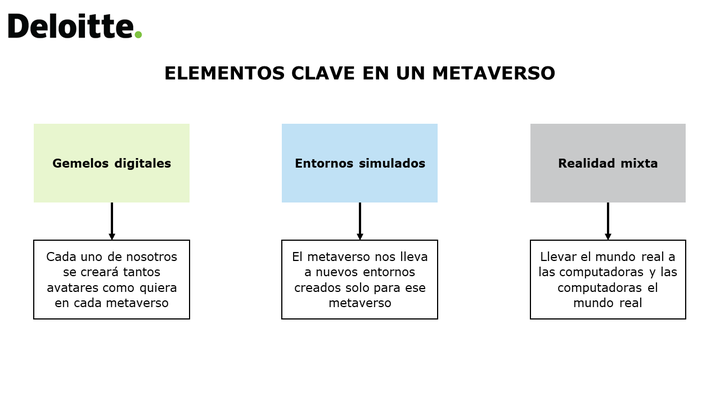 Deloitte.
ELEMENTOS CLAVE EN UN METAVERSO
Gemelos digitales
Cada uno de nosotros
se creará tantos
avatares como quiera
en cada metaverso
Entornos simulados
El metaverso nos lleva
a nuevos entornos
creados solo para ese
metaverso
Realidad mixta
Llevar el mundo real a
las computadoras y las
computadoras el
mundo real